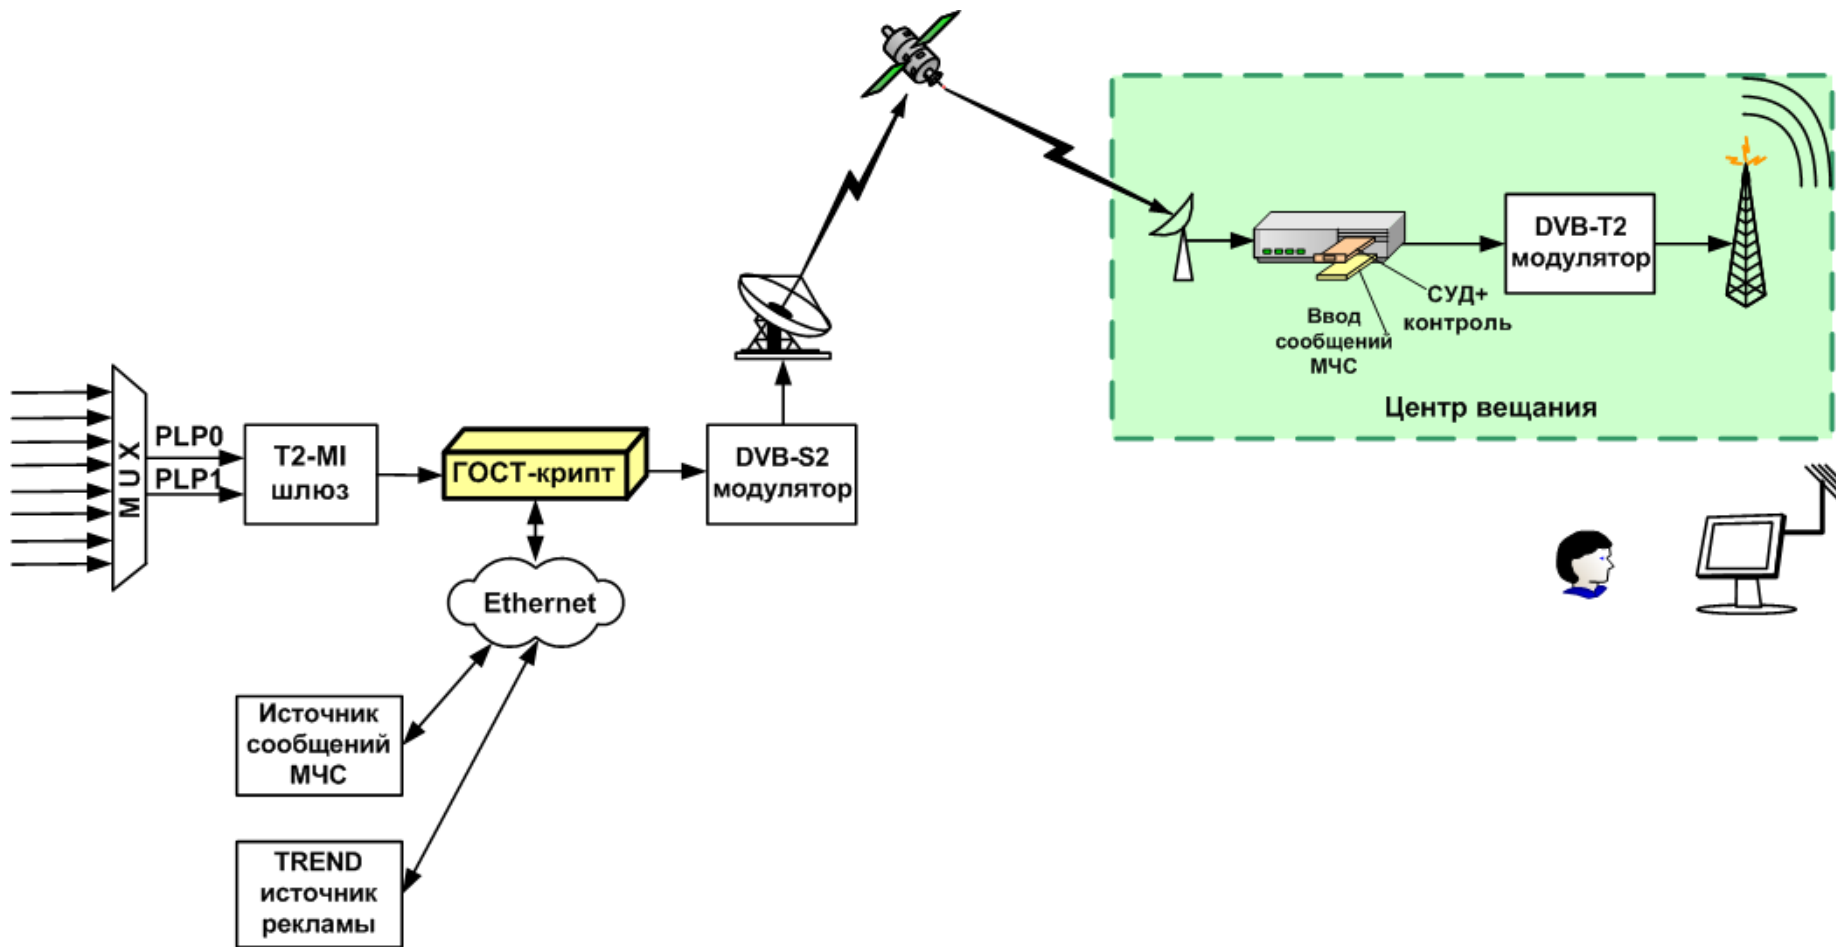 DVB-T2
модулятор
СУД+
контроль
Ввод
сообщений
МЧС
Центр вещания
MUX
PLP0
PLP1
T2-MI
шлюз
ГОСТ-крипт
DVB-S2
модулятор
Ethernet
Источник
сообщений
МЧС
TREND
источник
рекламы